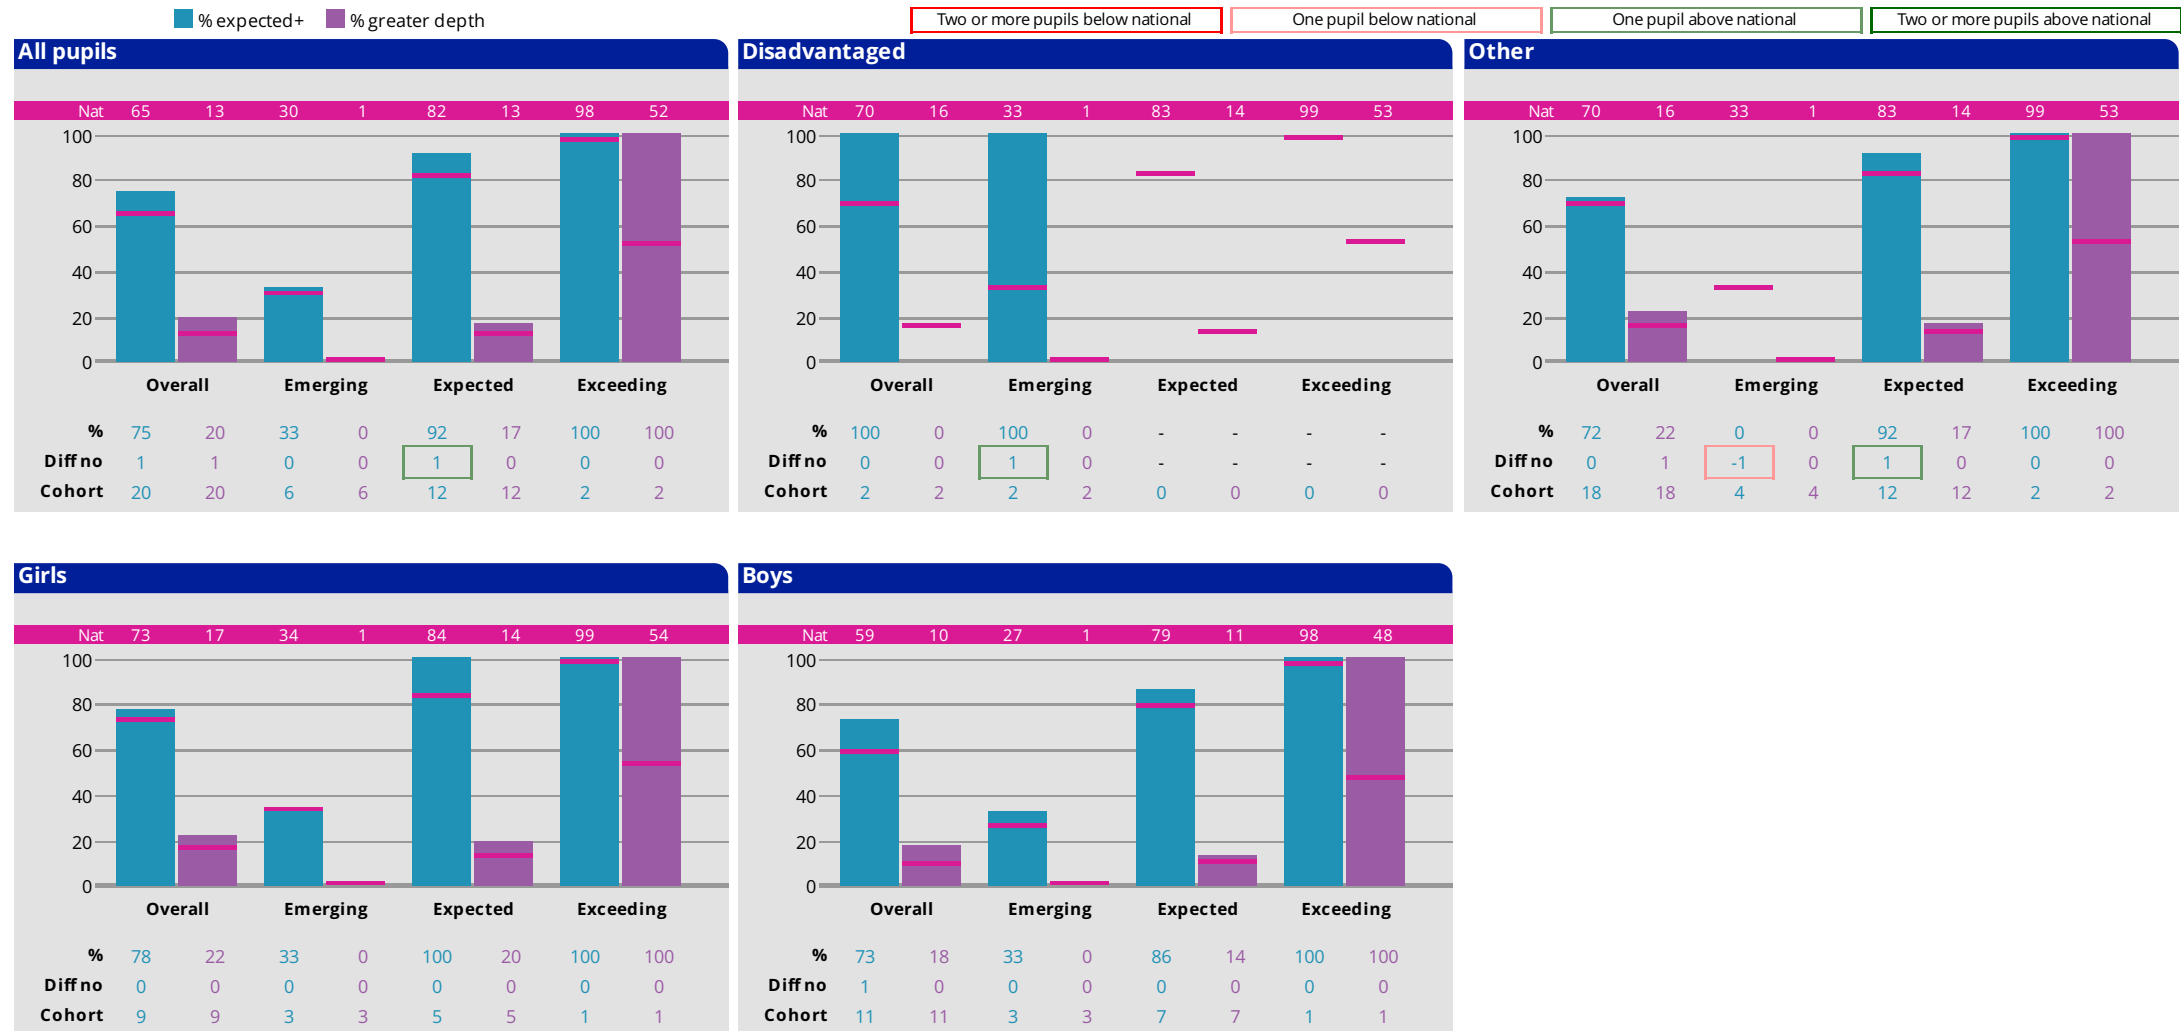 % expected+ % greater depth Two or more pupils below national One pupil below national One pupil above national Two or more pupils above national
All pupils
Nat 65 13 30 1 82 13 98 52
100
80
60
40
20
0
Overall Emerging Expected Exceeding
% 75 20 33 0 92 17 100 100
Diff no 1 1 0 0 1 0 0 0
Cohort 20 20 6 6 12 12 2 2
Disadvantaged
Nat 70 16 33 1 83 14 99 53
100
80
60
40
20
0
Overall Emerging Expected Exceeding
% 100 0 100 0 - - - -
Diff no 0 0 1 0 - - - -
Cohort 2 2 2 2 0 0 0 0
Other
Nat 70 16 33 1 83 14 99 53
100
80
60
40
20
0
Overall Emerging Expected Exceeding
% 72 22 0 0 92 17 100 100
Diff no 0 1 -1 0 1 0 0 0
Cohort 18 18 4 4 12 12 2 2
Girls
Nat 73 17 34 1 84 14 99 54
100
80
60
40
20
0
Overall Emerging Expected Exceeding
% 78 22 33 0 100 20 100 100
Diff no 0 0 0 0 0 0 0 0
Cohort 9 9 3 3 5 5 1 1
Boys
Nat 59 10 27 1 79 11 98 48
100
80
60
40
20
0
Overall Emerging Expected Exceeding
% 73 18 33 0 86 14 100 100
Diff no 1 0 0 0 0 0 0 0
Cohort 11 11 3 3 7 7 1 1